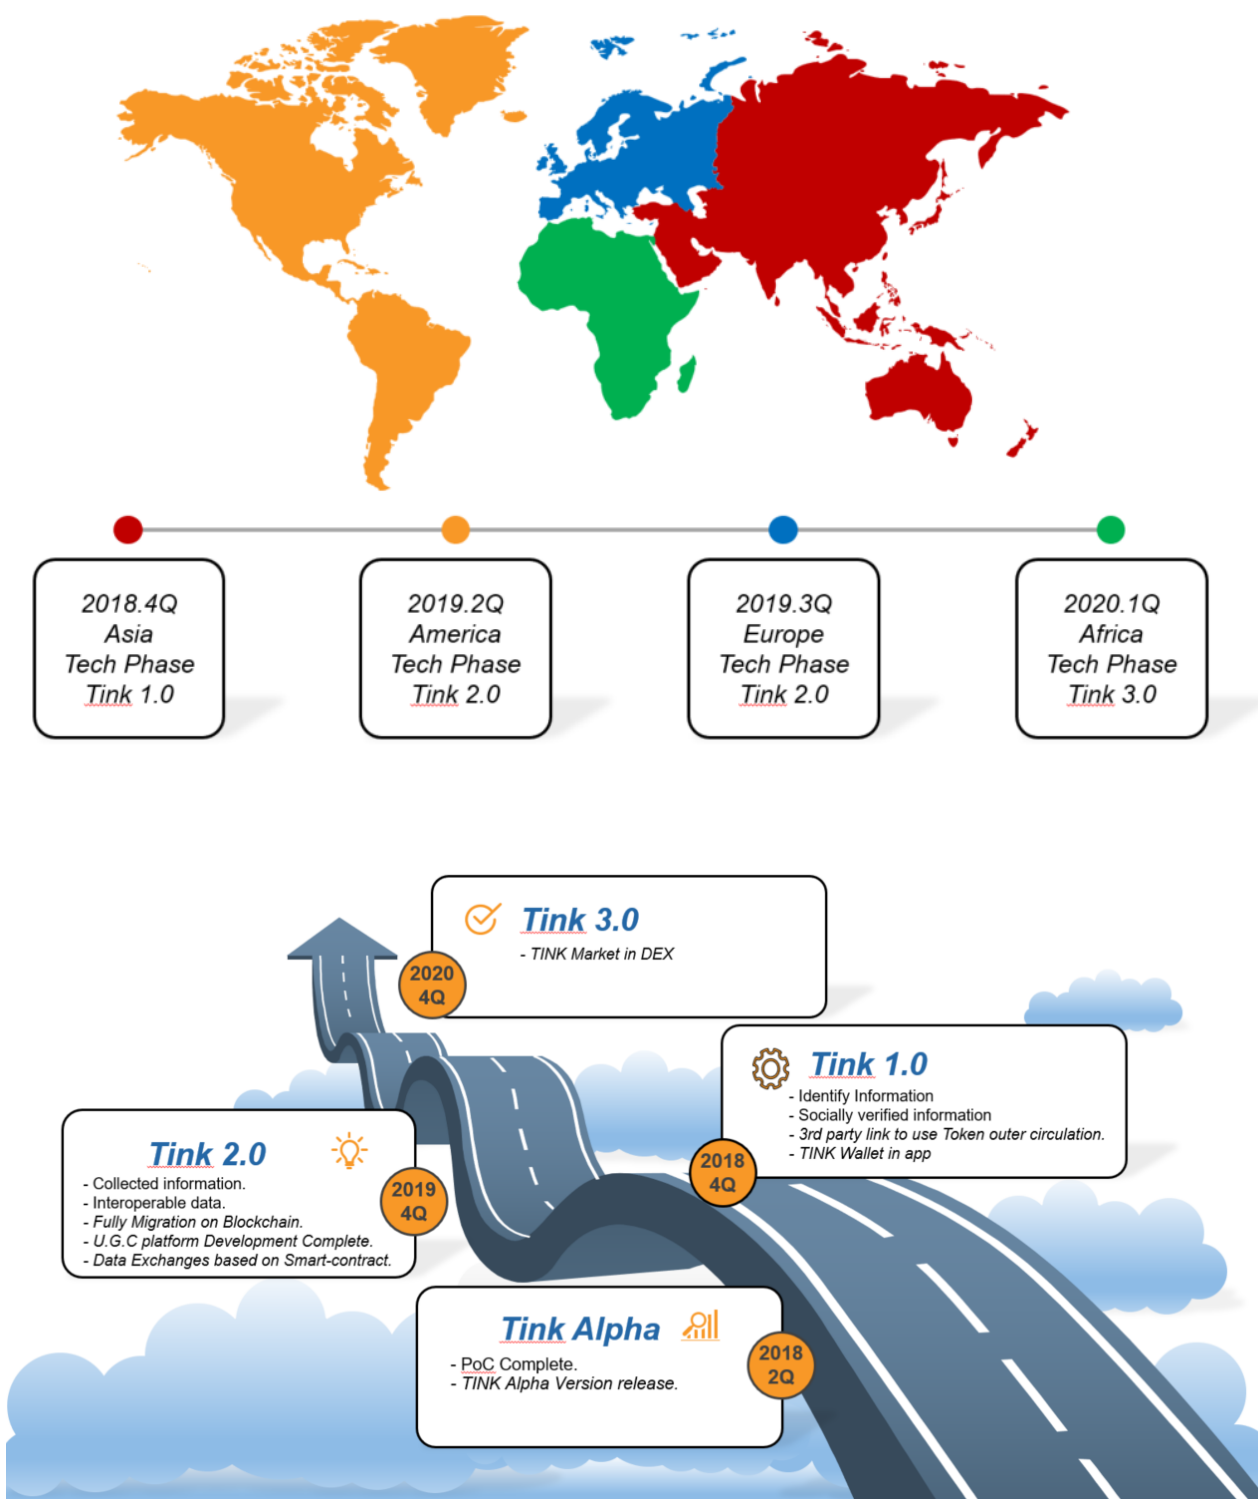 2018.4Q
Asia
Tech Phase
Tink 1.0
2019.2Q
America
Tech Phase
Tink 2.0
2019.3Q
Europe
Tech Phase
Tink 2.0
2020.1Q
Africa
Tech Phase
Tink 3.0
Tink 3.0
- TINK Market in DEX
2020
4Q
Tink 1.0
- Identify Information
- Socially verified information
- 3rd party link to use Token outer circulation.
- TINK Wallet in app
2018
4Q
Tink 2.0
- Collected information.
- Interoperable data.
- Fully Migration on Blockchain.
- U.G.C platform Development Complete.
- Data Exchanges based on Smart-contract.
2019
4Q
Tink Alpha
- PoC Complete.
- TINK Alpha Version release.
2018
2Q